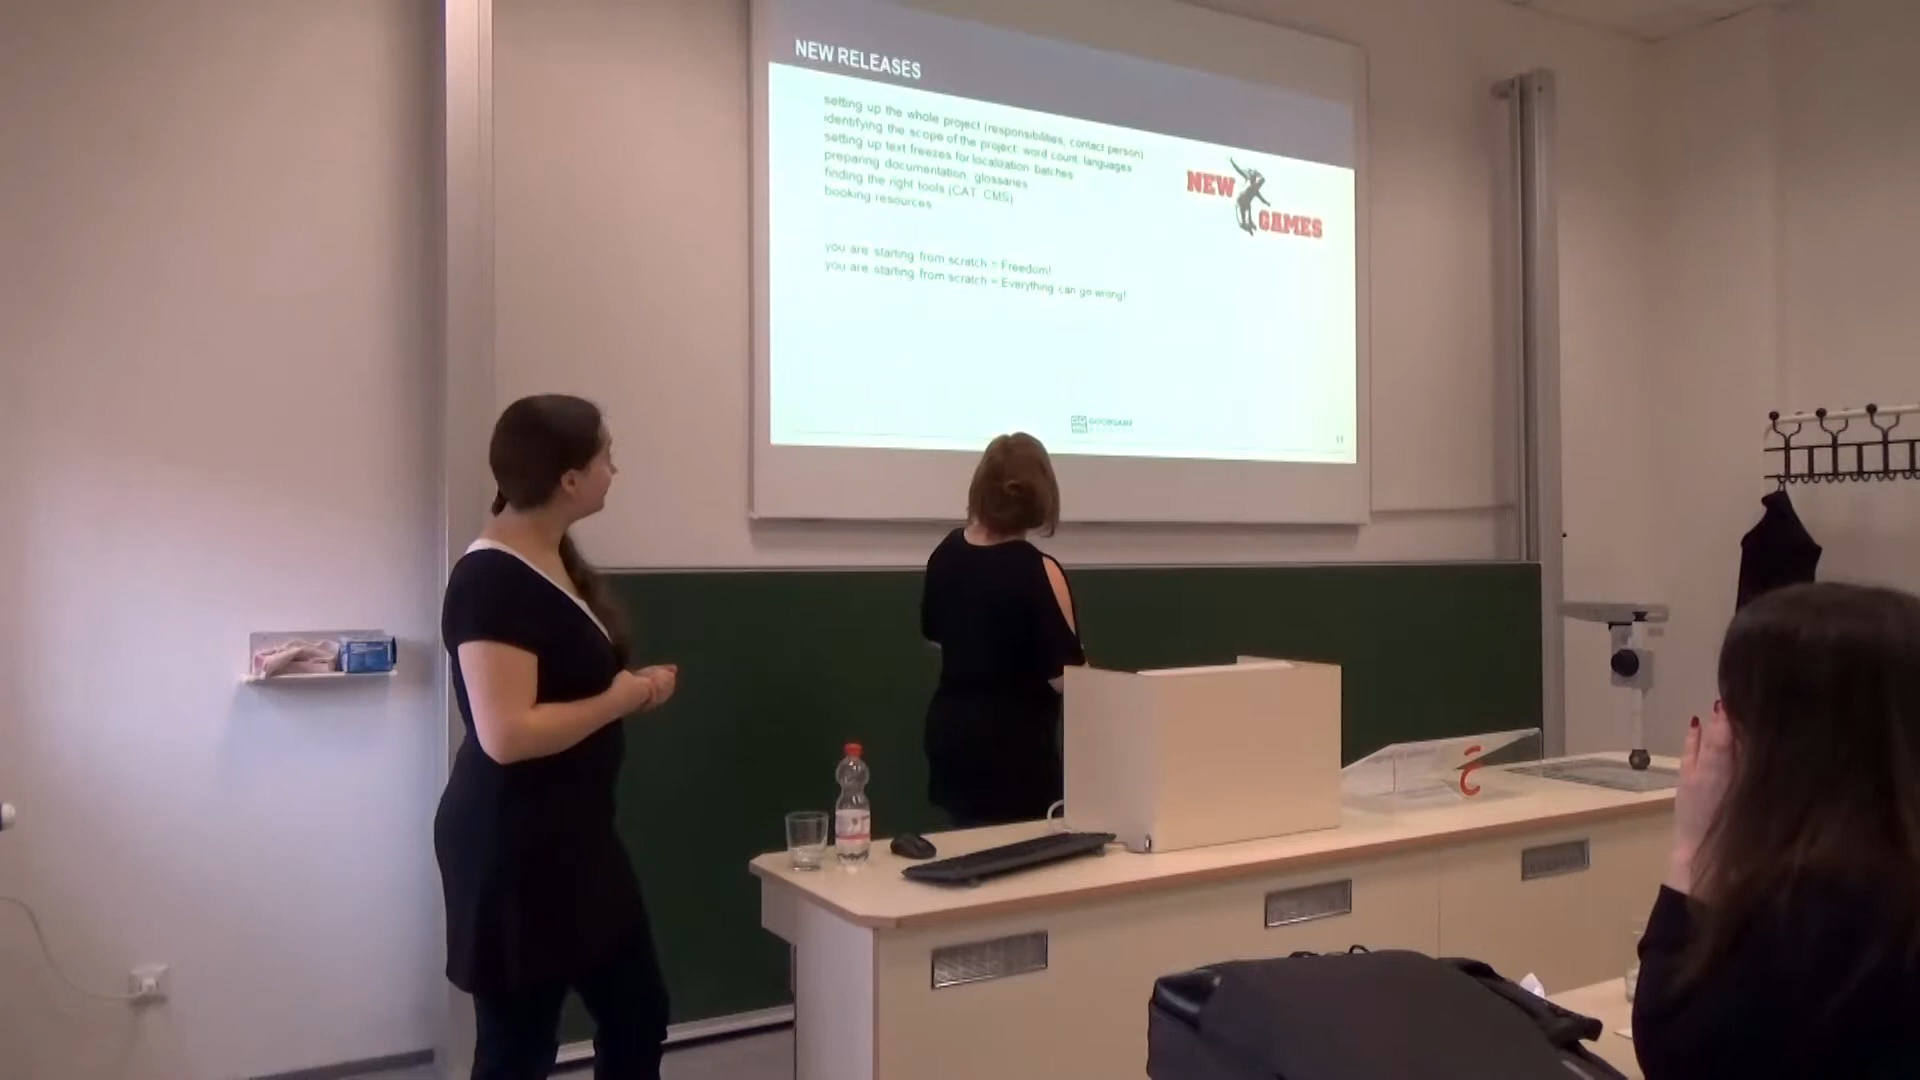 NEW RELEASES
setting up the whole project (responsibilities, contact person)
identifying the scope of the project: word count, languages
setting up text freezes for localization batches
preparing documentation, glossaries
finding the right tools (CAT, CMS)
booking resources
NEW
GAMES
you are starting from scratch = Freedom!
you are starting from scratch = Everything can go wrong!
11